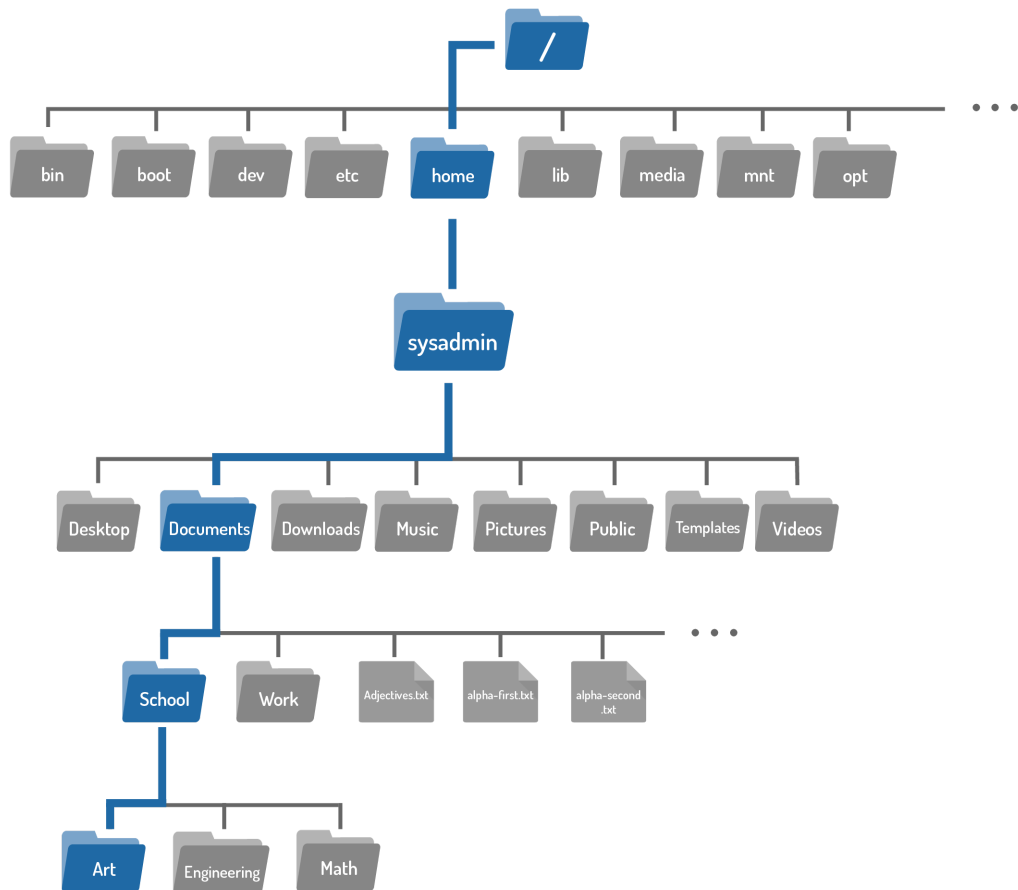 /
bin boot dev etc home lib media mnt opt
sysadmin
Desktop Documents Downloads Music Pictures Public Templates Videos
School Work Adjectives.txt alpha-first.txt alpha-second
.txt
Art Engineering Math